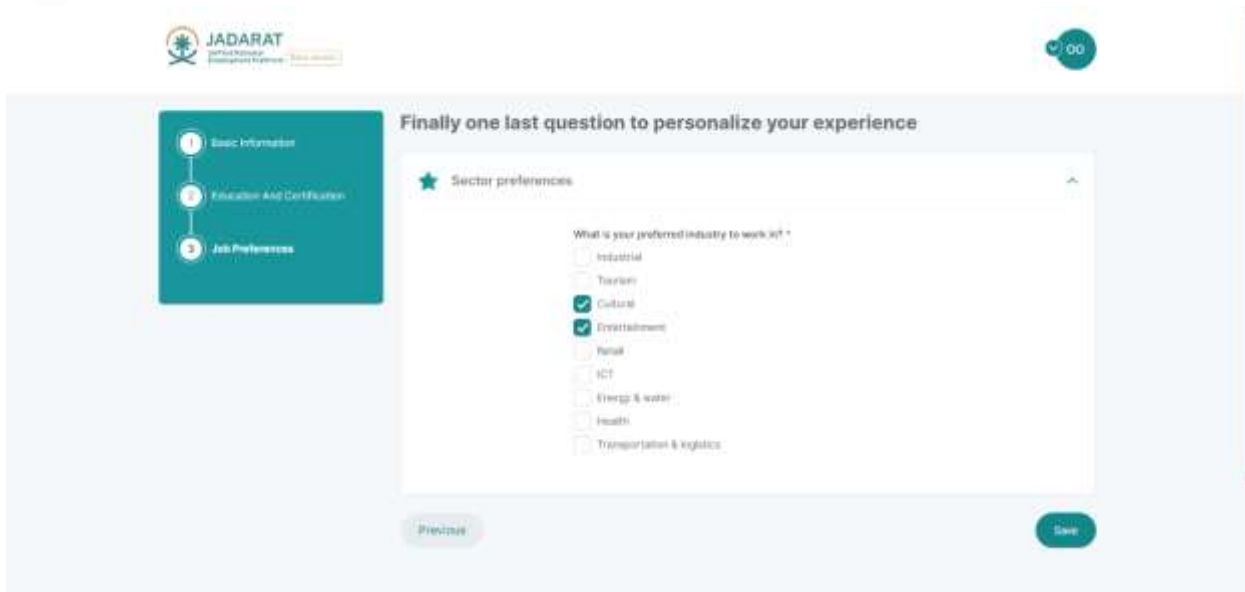 JADARAT
00
1 Basic Information
2 Education And Certification
3 Job Preferences
Finally one last question to personalize your experience
Sector preferences
What is your preferred industry to work in? *
Industrial
Tourism
Cultural
Entertainment
Retail
ICT
Energy & water
Health
Transportation & logistics
Previous
Save